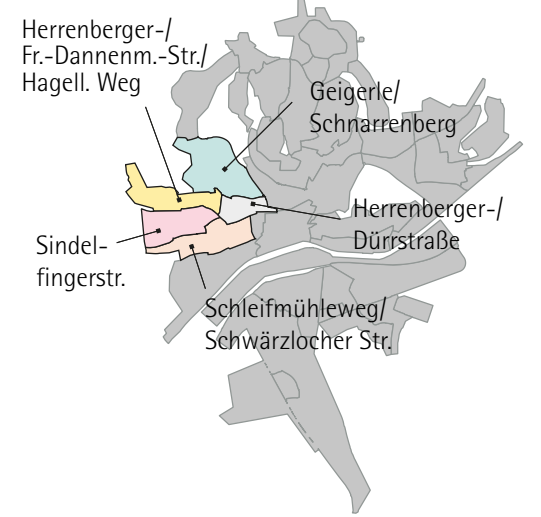 Herrenberger-/
Fr.-Dannenm.-Str./
Hagell. Weg
Geigerle/
Schnarrenberg
Herrenberger-/
Dürrstraße
Sindel-
fingerstr.
Schleifmühleweg/
Schwärzlocher Str.